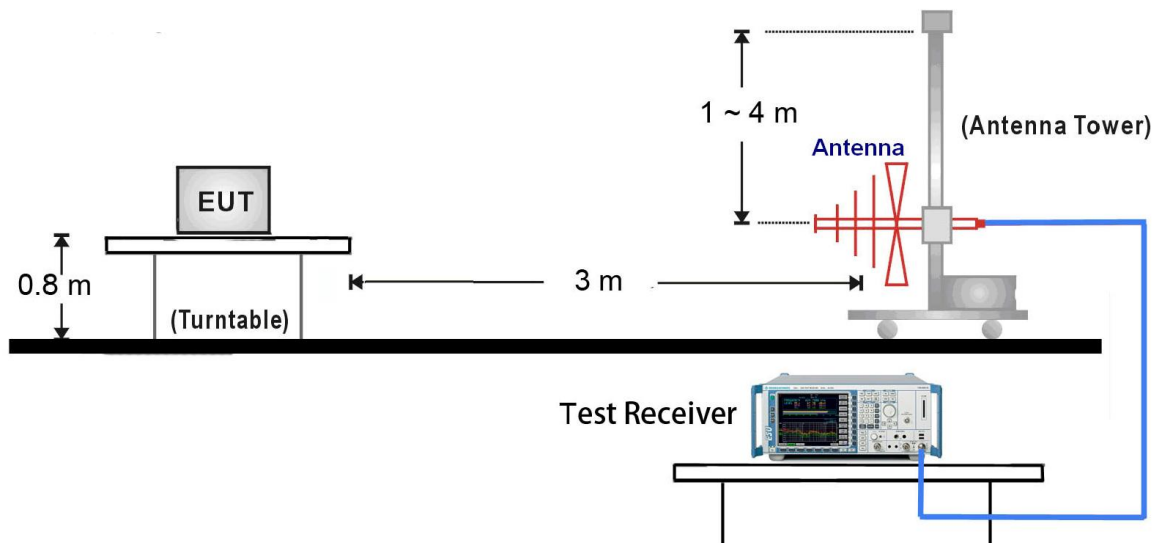 1 ~ 4 m
(Antenna Tower)
Antenna
EUT
0.8 m
3 m
(Turntable)
Test Receiver